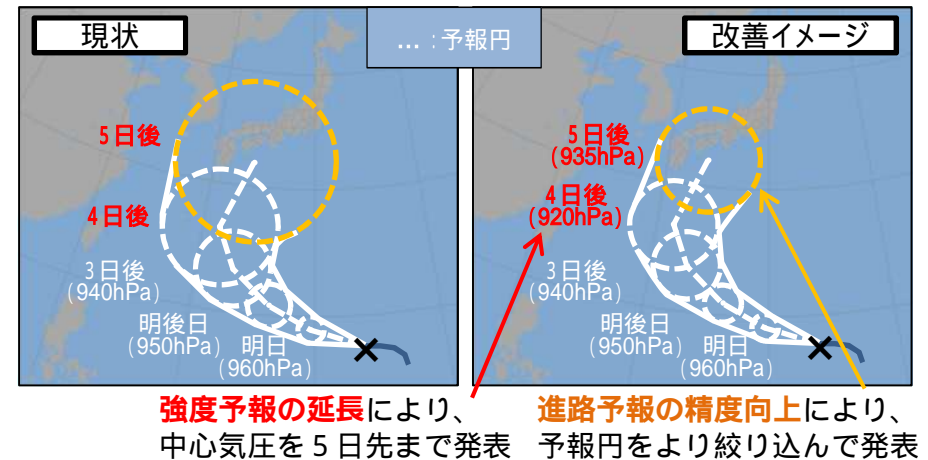 現状
… :予報円
改善イメージ
5日後
4日後
3日後
(940hPa)
明後日
(950hPa)
明日
(960hPa)
5日後
(935hPa)
4日後
(920hPa)
3日後
(940hPa)
明後日
(950hPa)
明日
(960hPa)
強度予報の延長により、
中心気圧を5日先まで発表
進路予報の精度向上により、
予報円をより絞り込んで発表